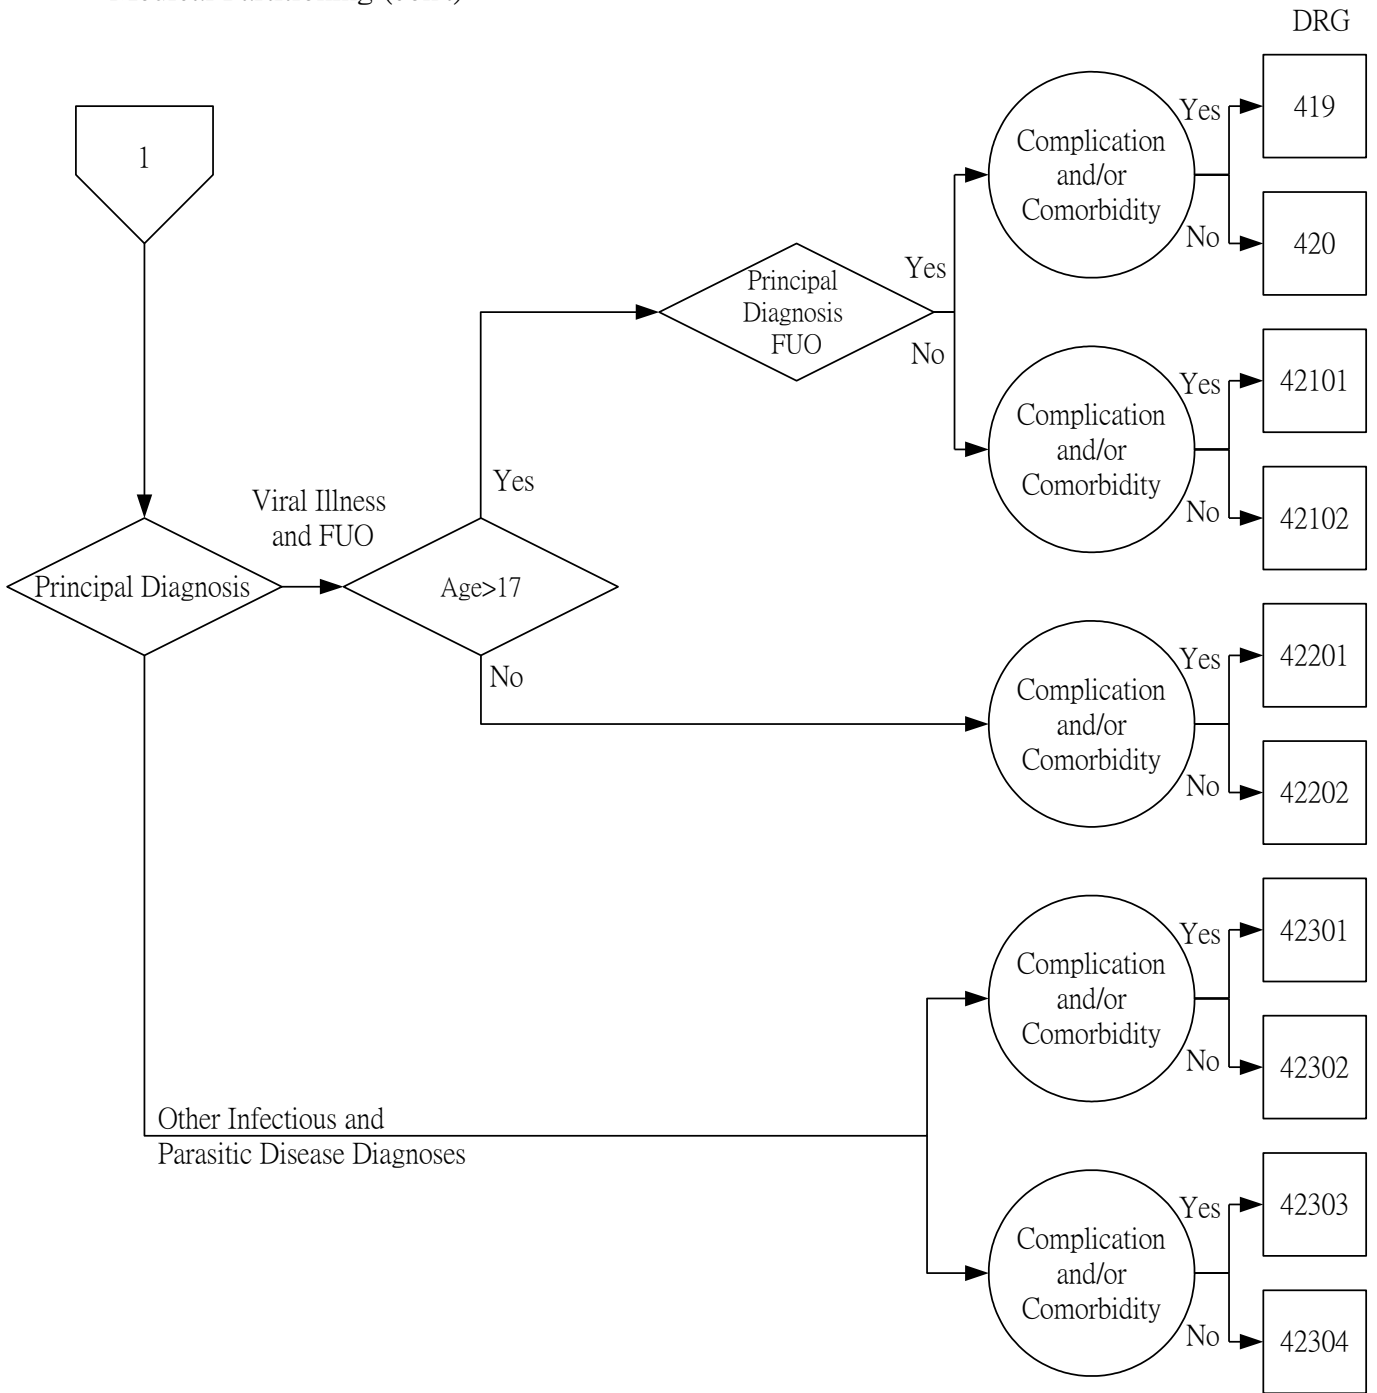 DRG
1
Complication
and/or
Comorbidity
Yes
419
No
420
Principal
Diagnosis
FUO
Yes
No
Complication
and/or
Comorbidity
Yes
42101
No
42102
Yes
Viral Illness
and FUO
Principal Diagnosis
Age>17
No
Complication
and/or
Comorbidity
Yes
42201
No
42202
Complication
and/or
Comorbidity
Yes
42301
No
42302
Other Infectious and
Parasitic Disease Diagnoses
Complication
and/or
Comorbidity
Yes
42303
No
42304